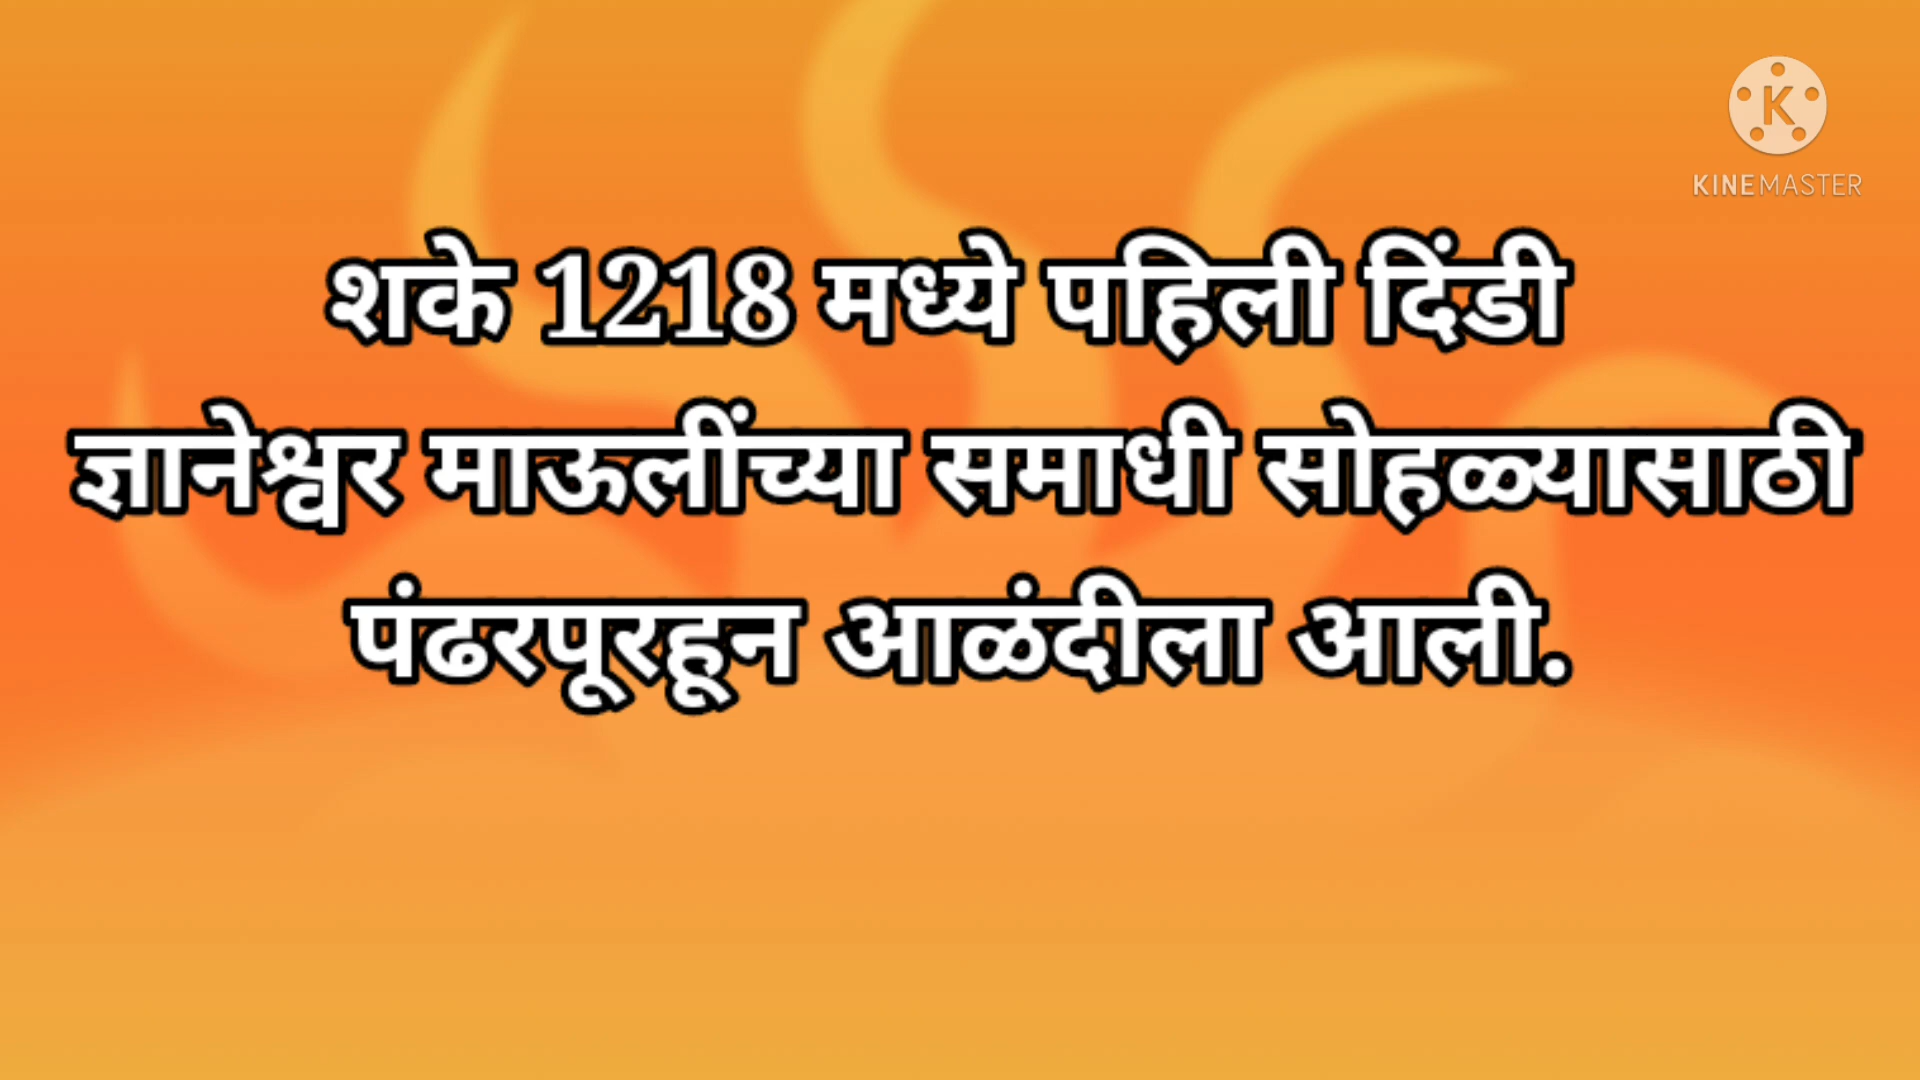 KINEMASTER
शके 1218 मध्ये पहिली दिंडी
ज्ञानेश्वर माऊलींच्या समाधी सोहळ्यासाठी
पंढरपूरहून आळंदीला आली.